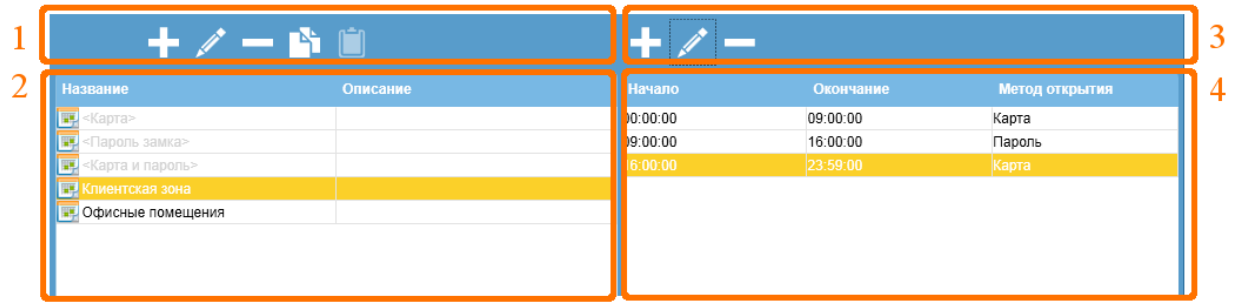 1
3
2
Название Описание
Начало Окончание Метод открытия
4
<Карта>
00:00:00 09:00:00 Карта
<Пароль замка>
09:00:00 16:00:00 Пароль
<Карта и пароль>
16:00:00 23:59:00 Карта
Клиентская зона
Офисные помещения